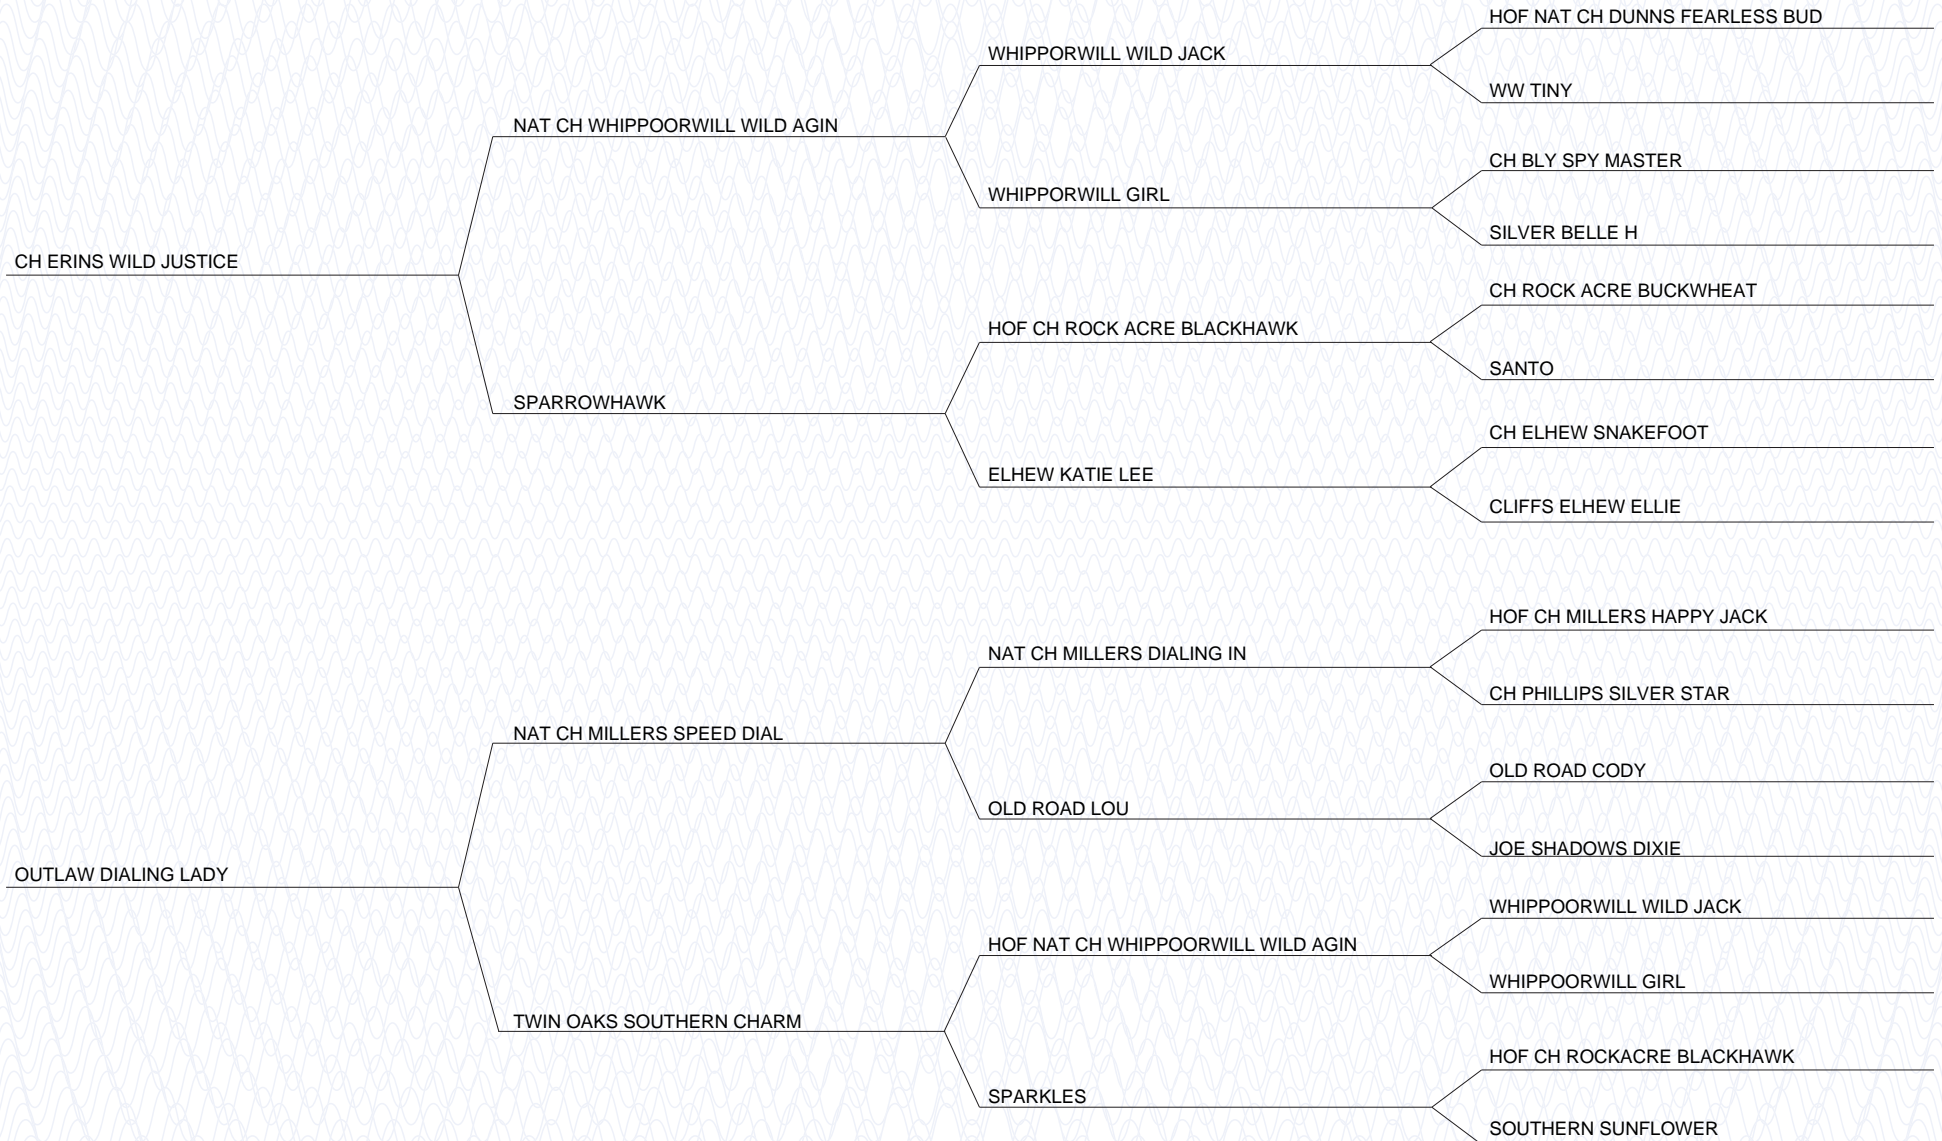 HOF NAT CH DUNNS FEARLESS BUD
WHIPPORWILL WILD JACK
WW TINY
NAT CH WHIPPOORWILL WILD AGIN
CH BLY SPY MASTER
WHIPPORWILL GIRL
SILVER BELLE H
CH ERINS WILD JUSTICE
CH ROCK ACRE BUCKWHEAT
HOF CH ROCK ACRE BLACKHAWK
SANTO
SPARROWHAWK
CH ELHEW SNAKEFOOT
ELHEW KATIE LEE
CLIFFS ELHEW ELLIE
HOF CH MILLERS HAPPY JACK
NAT CH MILLERS DIALING IN
CH PHILLIPS SILVER STAR
NAT CH MILLERS SPEED DIAL
OLD ROAD CODY
OLD ROAD LOU
JOE SHADOWS DIXIE
OUTLAW DIALING LADY
WHIPPOORWILL WILD JACK
HOF NAT CH WHIPPOORWILL WILD AGIN
WHIPPOORWILL GIRL
TWIN OAKS SOUTHERN CHARM
HOF CH ROCKACRE BLACKHAWK
SPARKLES
SOUTHERN SUNFLOWER